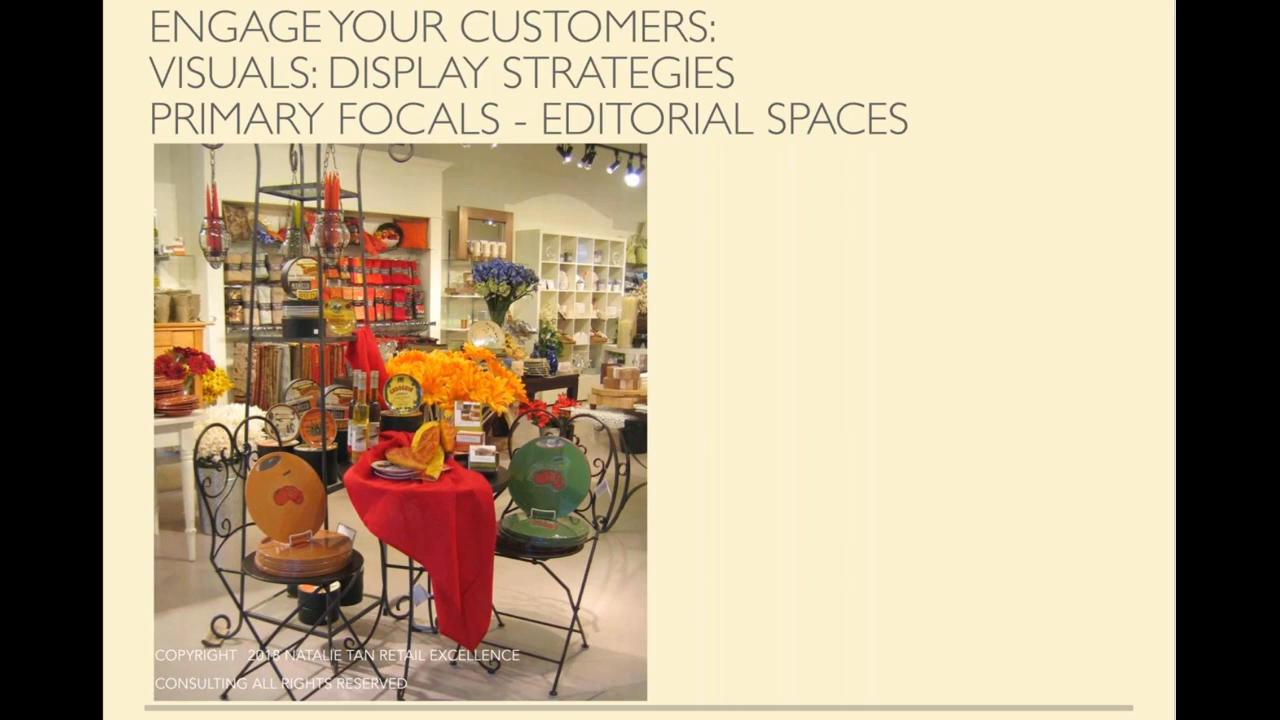 ENGAGE YOUR CUSTOMERS:
VISUALS: DISPLAY STRATEGIES
PRIMARY FOCALS - EDITORIAL SPACES
COPYRIGHT 2018 NATALIE TAN RETAIL EXCELLENCE
CONSULTING ALL RIGHTS RESERVED